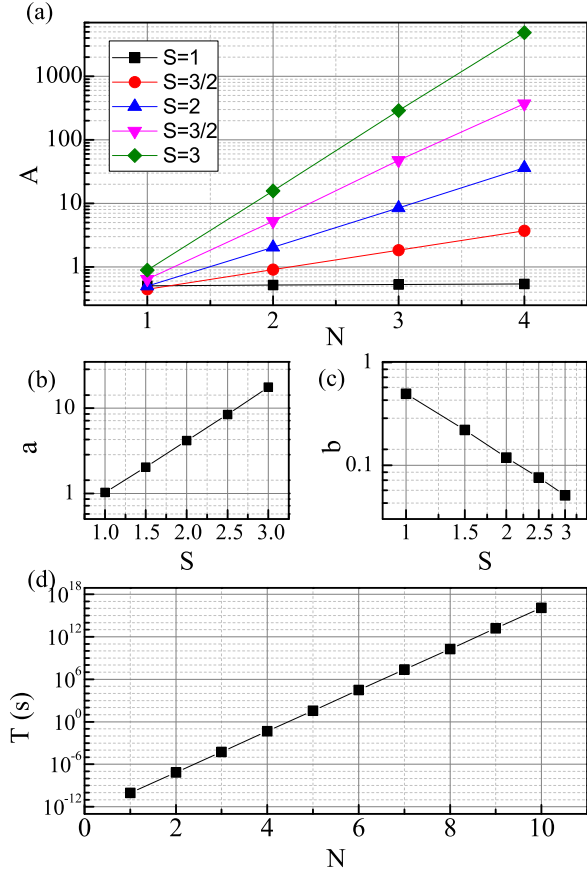 (a)
S=1
S=3/2
S=2
S=3/2
S=3
1000
100
10
1
A
1 2 3 4
N
(b)
10
1
a
1.0 1.5 2.0 2.5 3.0
S
(c)
1
0.1
b
1 1.5 2 2.5 3
S
(d)
10^18
10^12
10^6
10^0
10^-6
10^-12
T (s)
0 2 4 6 8 10
N